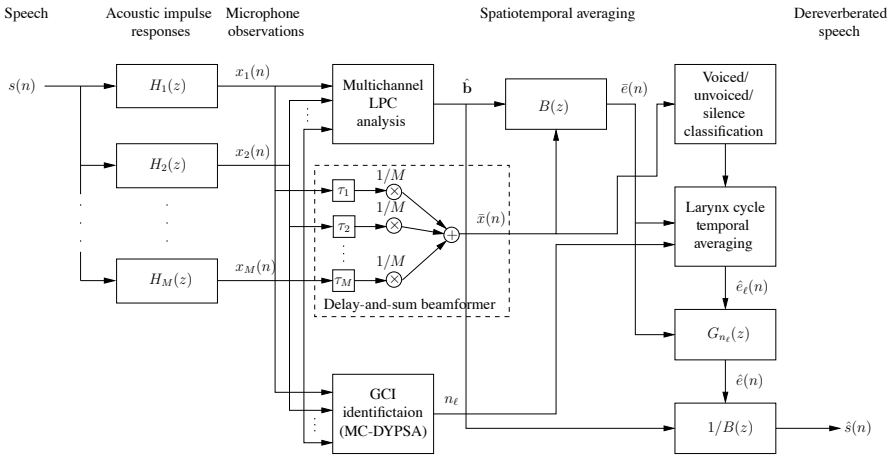 Speech
Acoustic impulse
responses
Microphone
observations
Spatiotemporal averaging
Dereverberated
speech
s(n)
H_1(z)
x_1(n)
Multichannel
LPC
analysis
b̂
B(z)
ē(n)
Voiced/
unvoiced/
silence
classification
H_2(z)
x_2(n)
1/M
τ_1
×
1/M
τ_2
×
+
x̄(n)
Larynx cycle
temporal
averaging
H_M(z)
x_M(n)
1/M
τ_M
×
Delay-and-sum beamformer
ê_ℓ(n)
G_{n_ℓ}(z)
GCI
identifictaion
(MC-DYPSA)
n_ℓ
ê(n)
1/B(z)
ŝ(n)